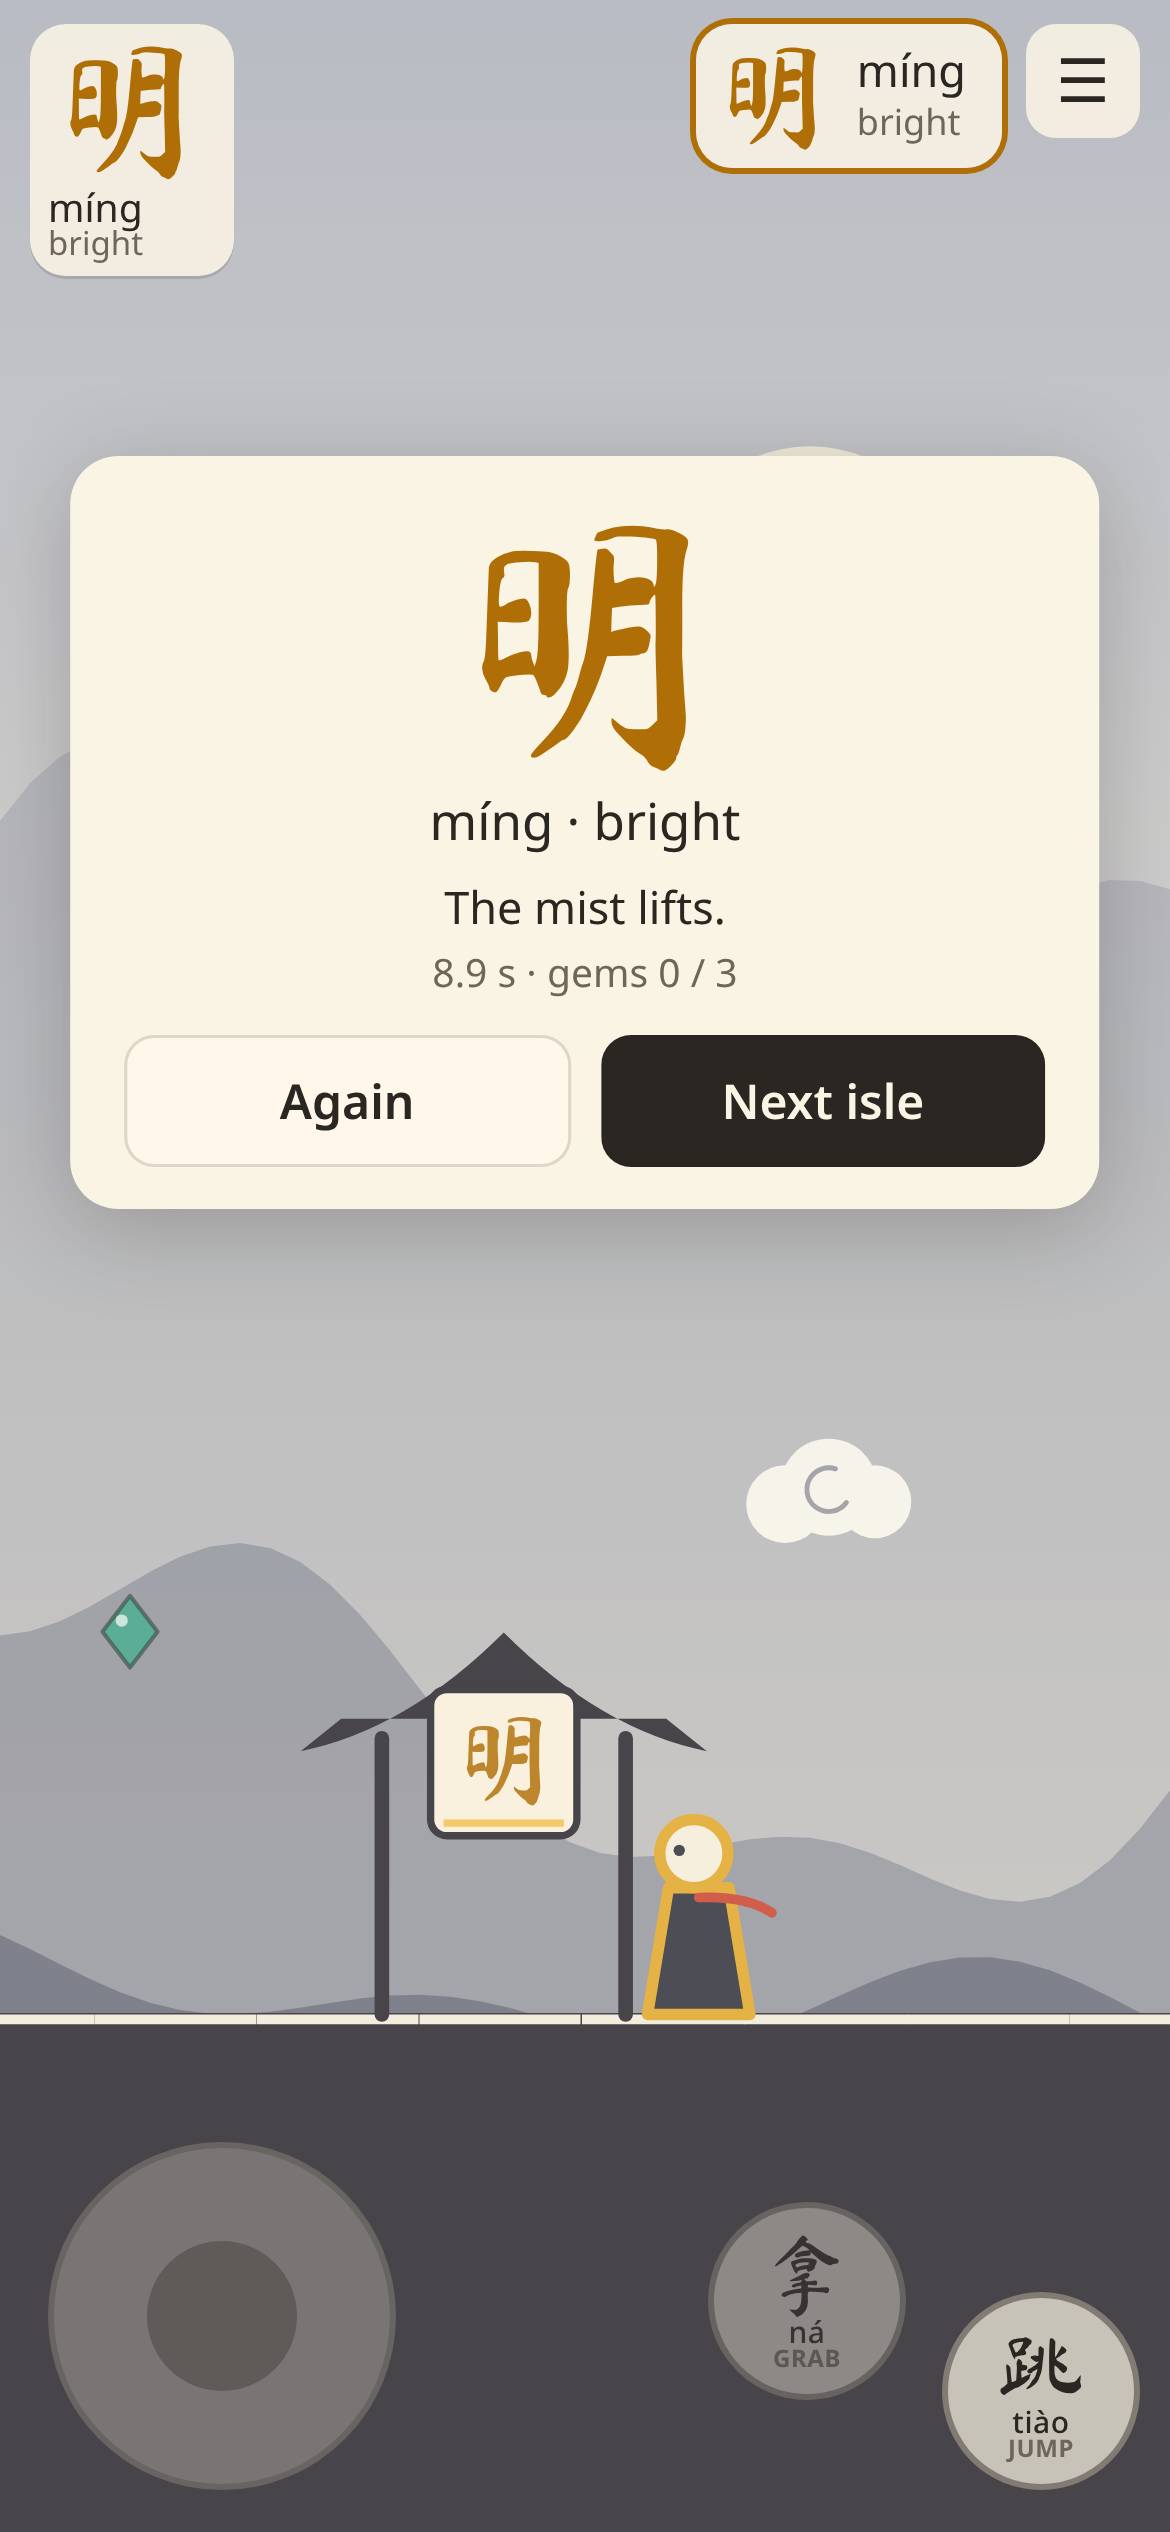 明
míng
bright
明
míng
bright
☰
明
míng · bright
The mist lifts.
8.9 s · gems 0 / 3
Again
Next isle
明
拿
ná
GRAB
跳
tiào
JUMP